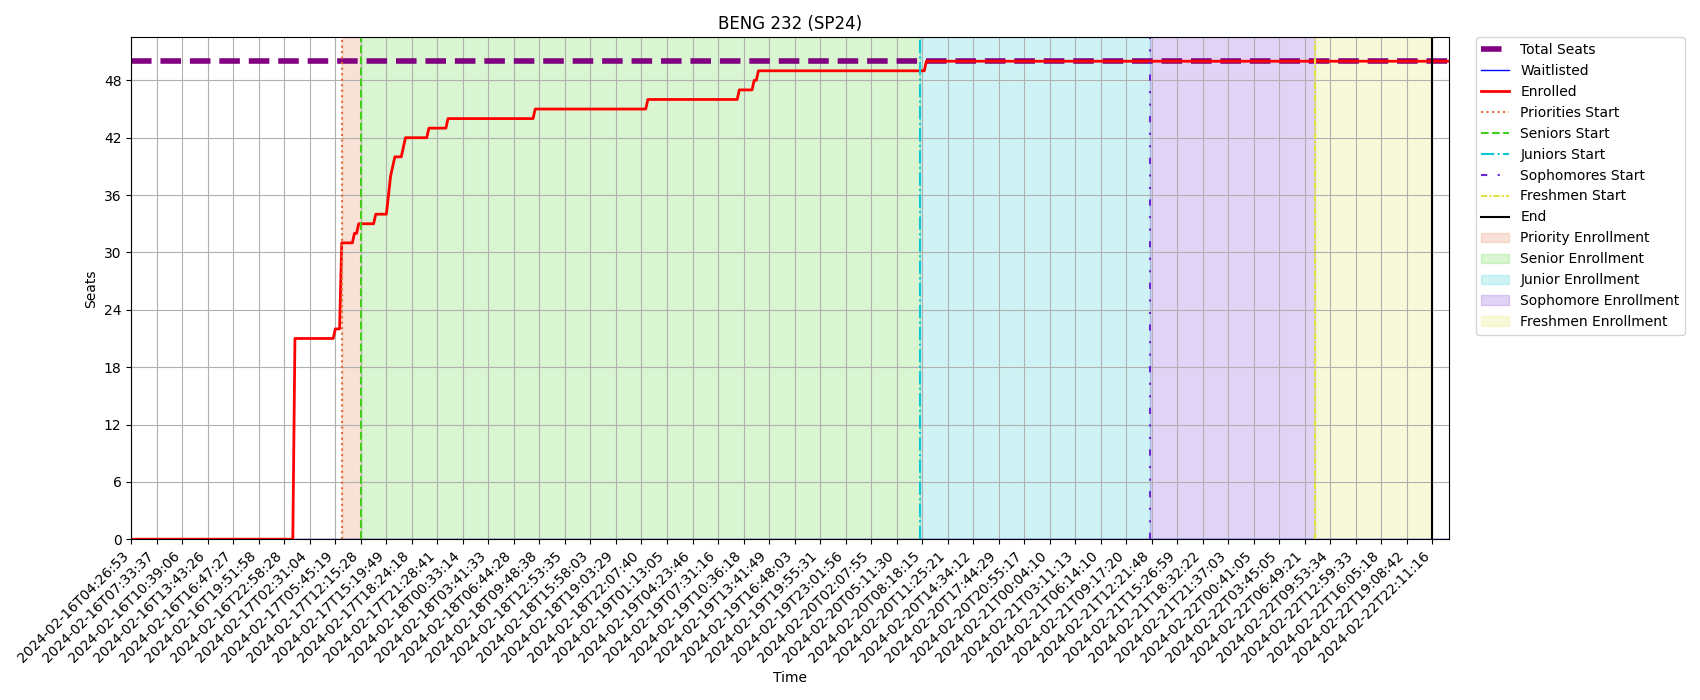 BENG 232 (SP24)
Seats
48
42
36
30
24
18
12
6
0
2024-02-16T04:26:53
2024-02-16T07:33:37
2024-02-16T10:39:06
2024-02-16T13:43:26
2024-02-16T16:47:27
2024-02-16T19:51:58
2024-02-16T22:58:28
2024-02-17T02:31:04
2024-02-17T05:45:19
2024-02-17T12:15:28
2024-02-17T15:19:49
2024-02-17T18:24:18
2024-02-17T21:28:41
2024-02-18T00:33:14
2024-02-18T03:41:33
2024-02-18T06:44:28
2024-02-18T09:48:38
2024-02-18T12:53:35
2024-02-18T15:58:03
2024-02-18T19:03:29
2024-02-18T22:07:40
2024-02-19T01:13:05
2024-02-19T04:23:46
2024-02-19T07:31:16
2024-02-19T10:36:18
2024-02-19T13:41:49
2024-02-19T16:48:03
2024-02-19T19:55:31
2024-02-19T23:01:56
2024-02-20T02:07:55
2024-02-20T05:11:30
2024-02-20T08:18:15
2024-02-20T11:25:21
2024-02-20T14:34:12
2024-02-20T17:44:29
2024-02-20T20:55:17
2024-02-21T00:04:10
2024-02-21T03:11:13
2024-02-21T06:14:10
2024-02-21T09:17:20
2024-02-21T12:21:48
2024-02-21T15:26:59
2024-02-21T18:32:22
2024-02-21T21:37:03
2024-02-22T00:41:05
2024-02-22T03:45:05
2024-02-22T06:49:21
2024-02-22T09:53:34
2024-02-22T12:59:33
2024-02-22T16:05:18
2024-02-22T19:08:42
2024-02-22T22:11:16
Time
Total Seats
Waitlisted
Enrolled
Priorities Start
Seniors Start
Juniors Start
Sophomores Start
Freshmen Start
End
Priority Enrollment
Senior Enrollment
Junior Enrollment
Sophomore Enrollment
Freshmen Enrollment